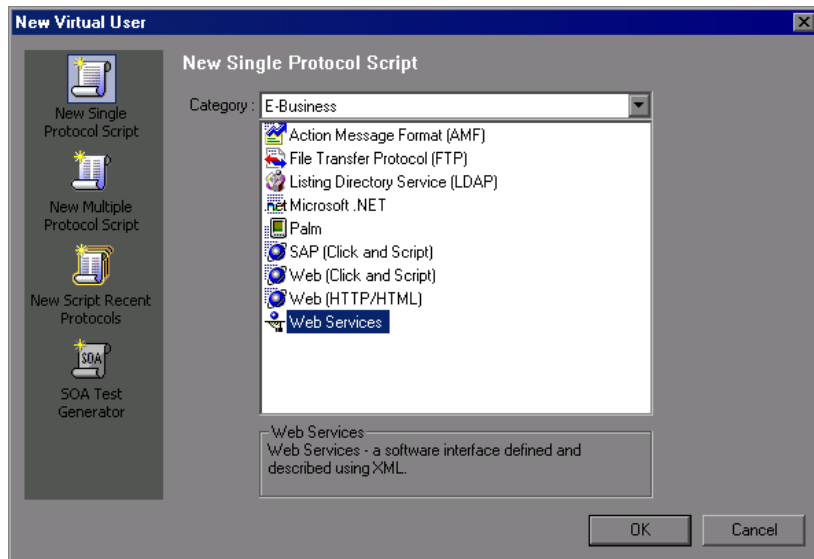 New Virtual User
New Single
Protocol Script
New Multiple
Protocol Script
New Script Recent
Protocols
SOA
SOA Test
Generator
New Single Protocol Script
Category :
E-Business
Action Message Format (AMF)
File Transfer Protocol (FTP)
Listing Directory Service (LDAP)
.net Microsoft .NET
Palm
SAP (Click and Script)
Web (Click and Script)
Web (HTTP/HTML)
Web Services
Web Services
Web Services - a software interface defined and
described using XML.
OK
Cancel